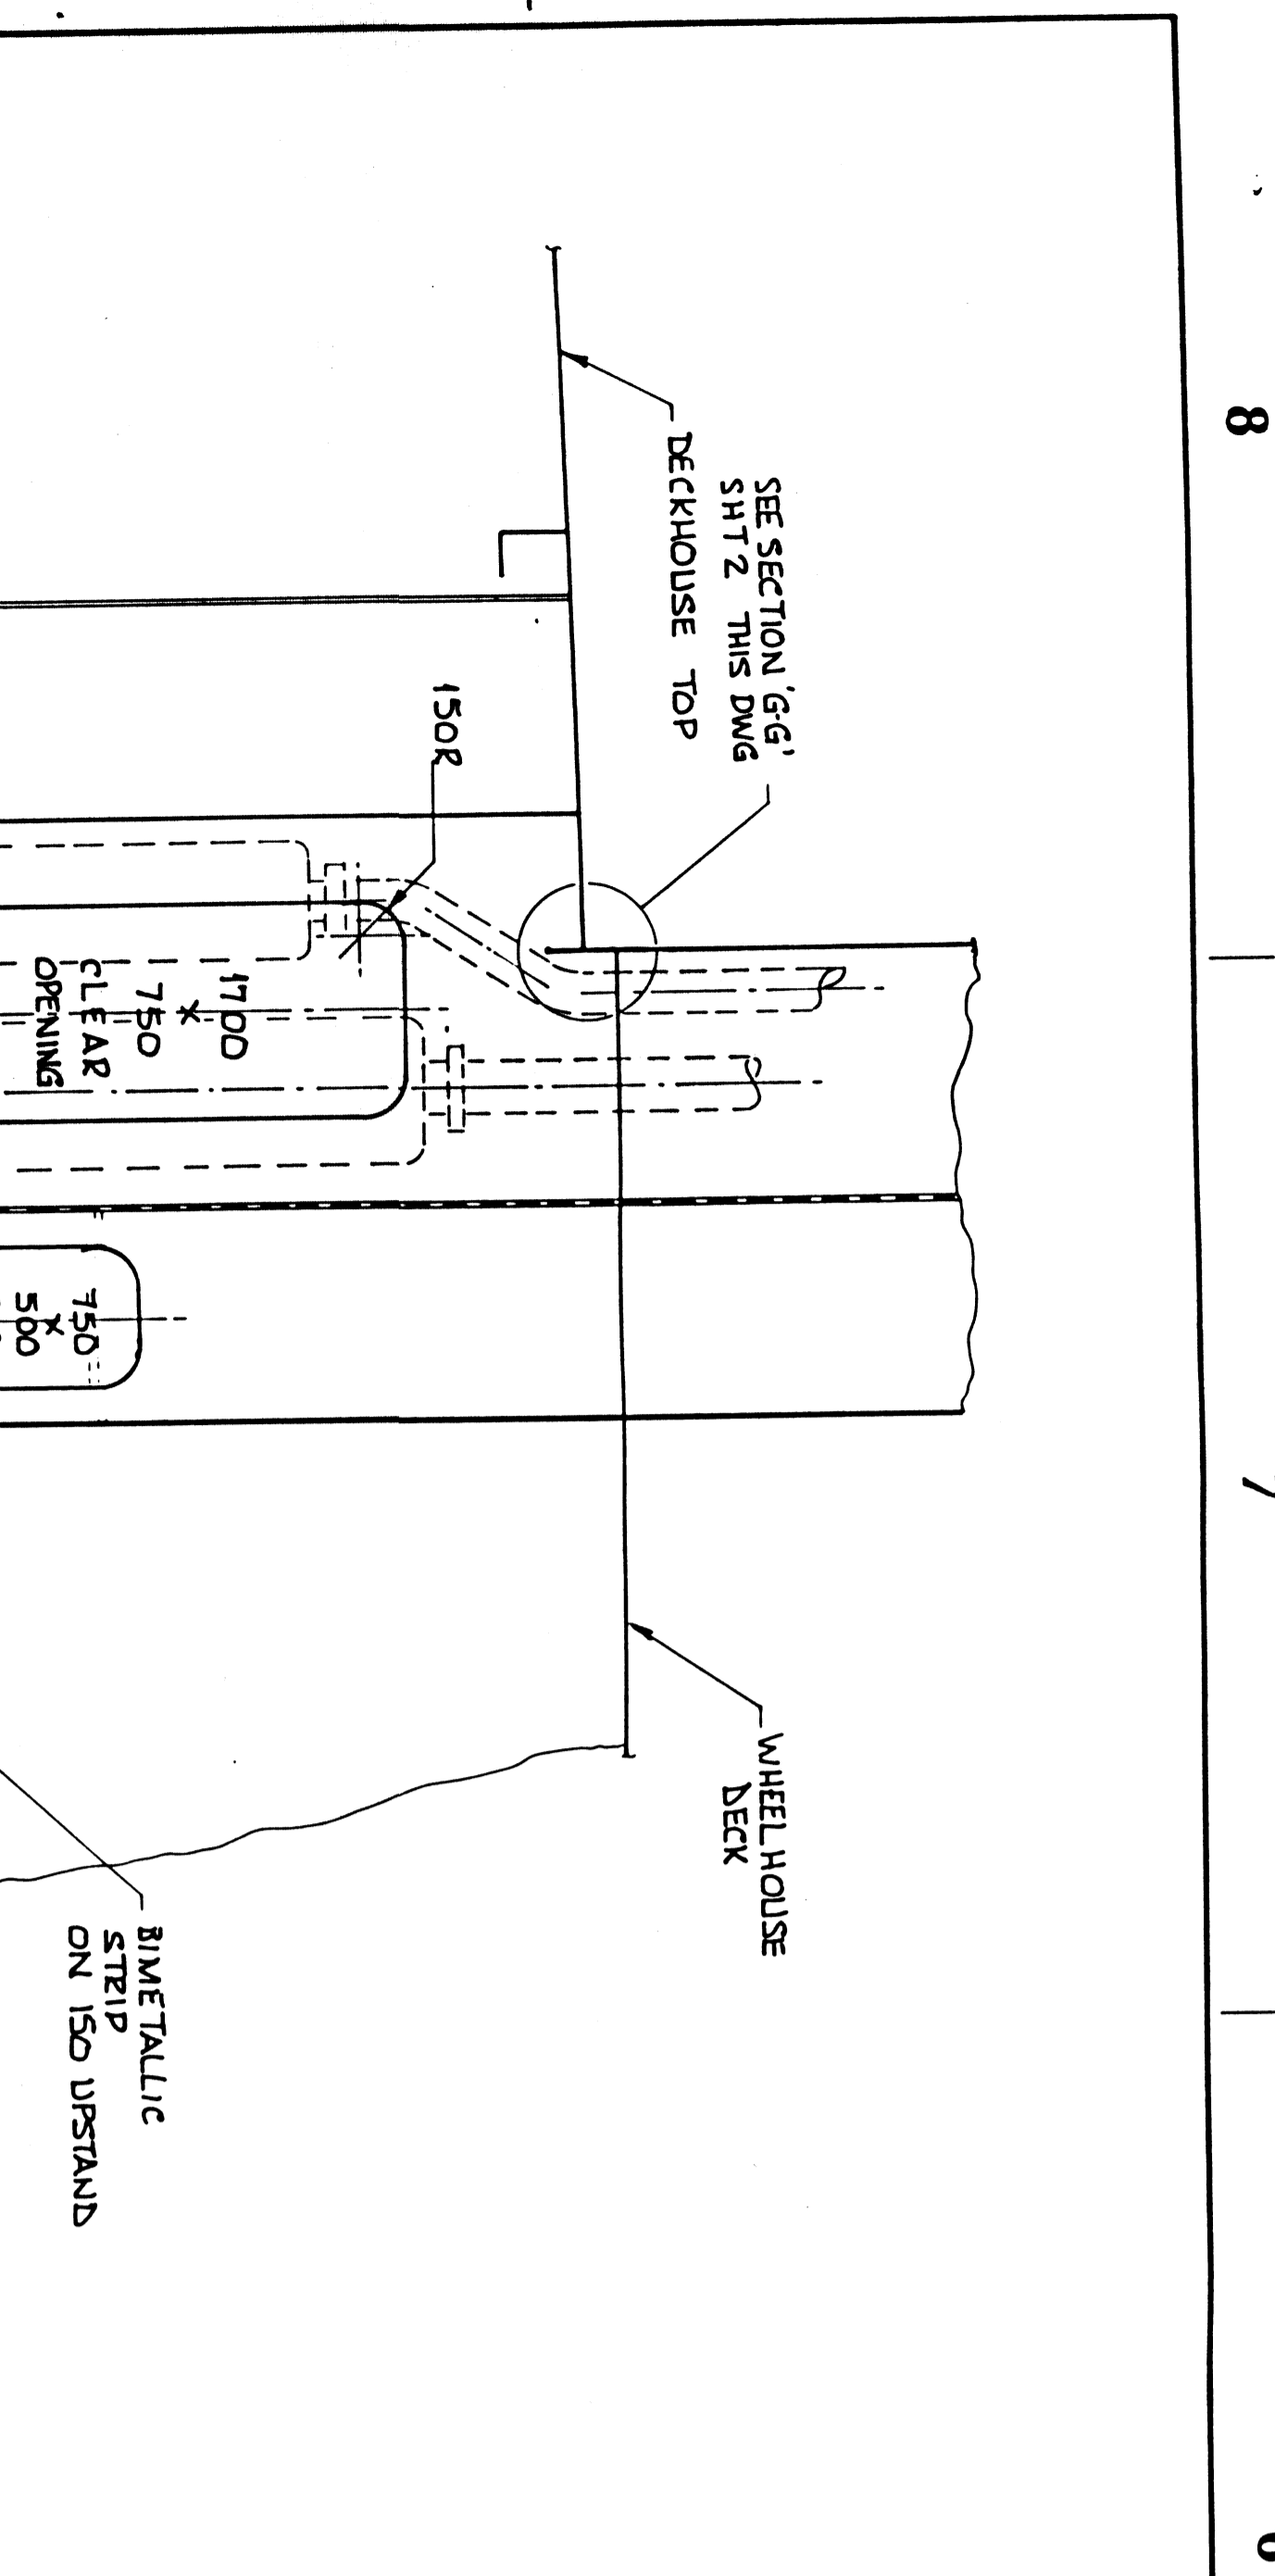 8
7
SEE SECTION 'G-G'
SHT 2 THIS DWG
DECKHOUSE TOP
WHEELHOUSE
DECK
150R
1700
X
750
CLEAR
OPENING
750
X
500
BIMETALLIC
STRIP
ON 150 UPSTAND